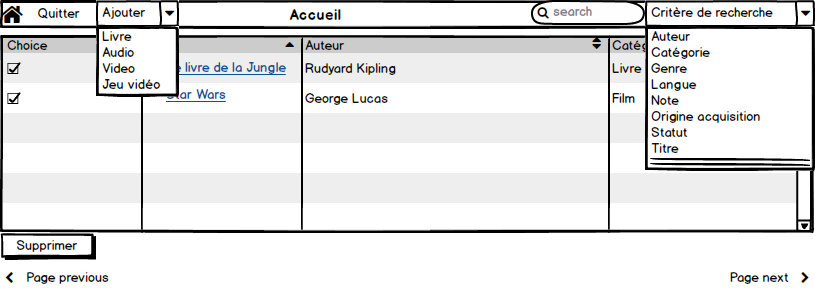 Quitter Ajouter Accueil search Critère de recherche
Livre
Audio
Video
Jeu vidéo
Auteur
Catégorie
Genre
Langue
Note
Origine acquisition
Statut
Titre
Choice Auteur
livre de la Jungle Rudyard Kipling Livre
Star Wars George Lucas Film
Supprimer
Page previous Page next